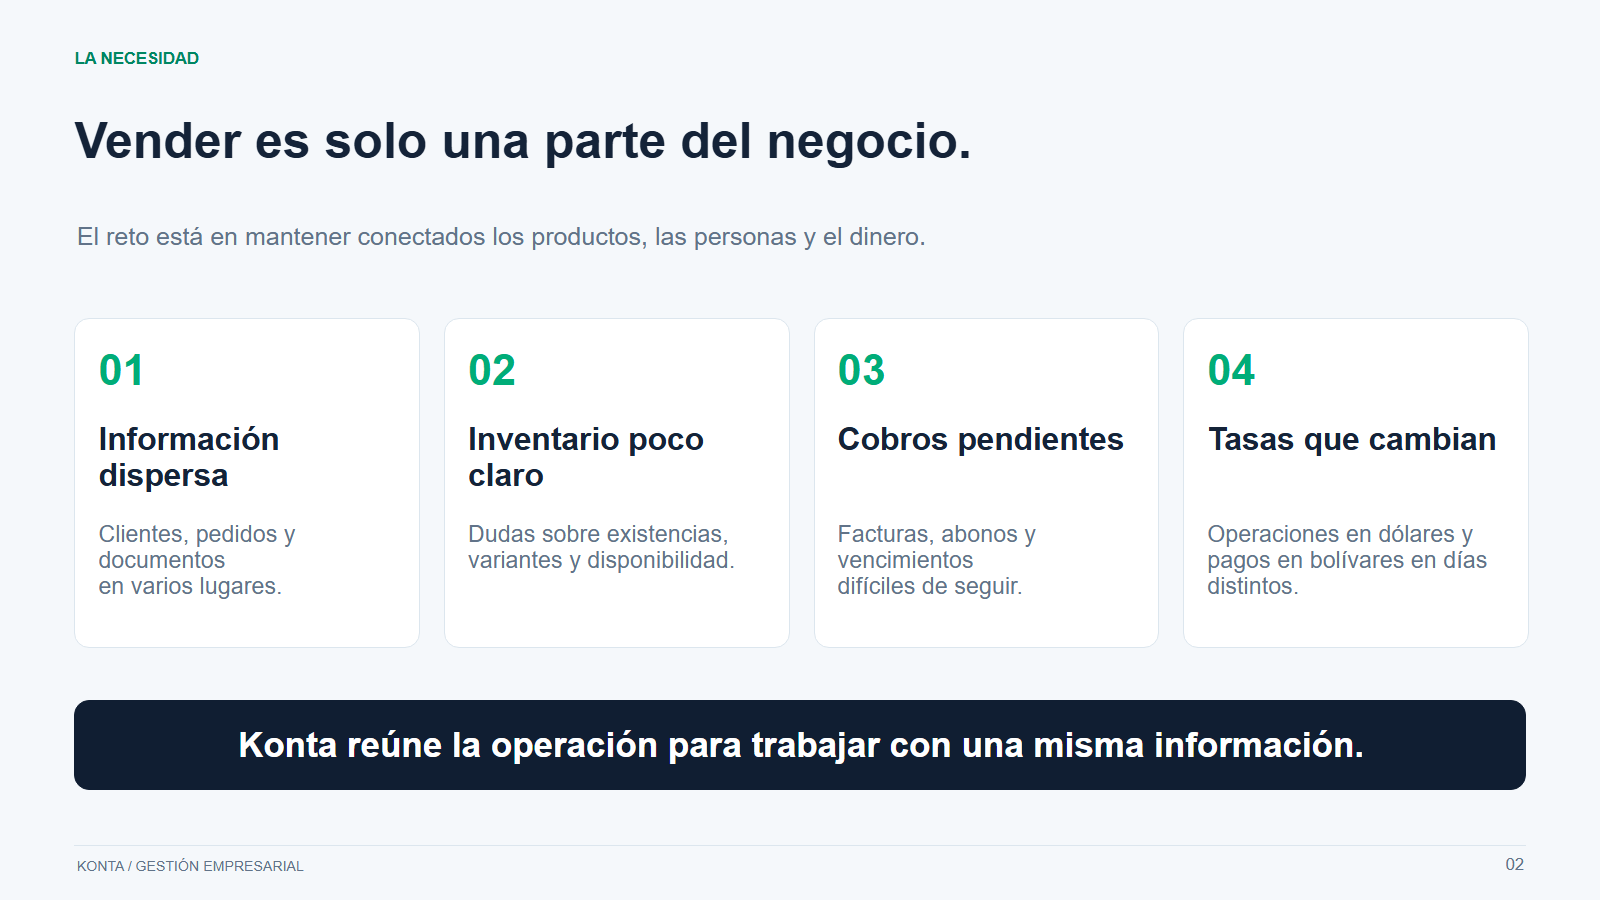 LA NECESIDAD
Vender es solo una parte del negocio.
El reto está en mantener conectados los productos, las personas y el dinero.
01
Información
dispersa
Clientes, pedidos y
documentos
en varios lugares.
02
Inventario poco
claro
Dudas sobre existencias,
variantes y disponibilidad.
03
Cobros pendientes
Facturas, abonos y
vencimientos
difíciles de seguir.
04
Tasas que cambian
Operaciones en dólares y
pagos en bolívares en días
distintos.
Konta reúne la operación para trabajar con una misma información.
KONTA / GESTIÓN EMPRESARIAL
02